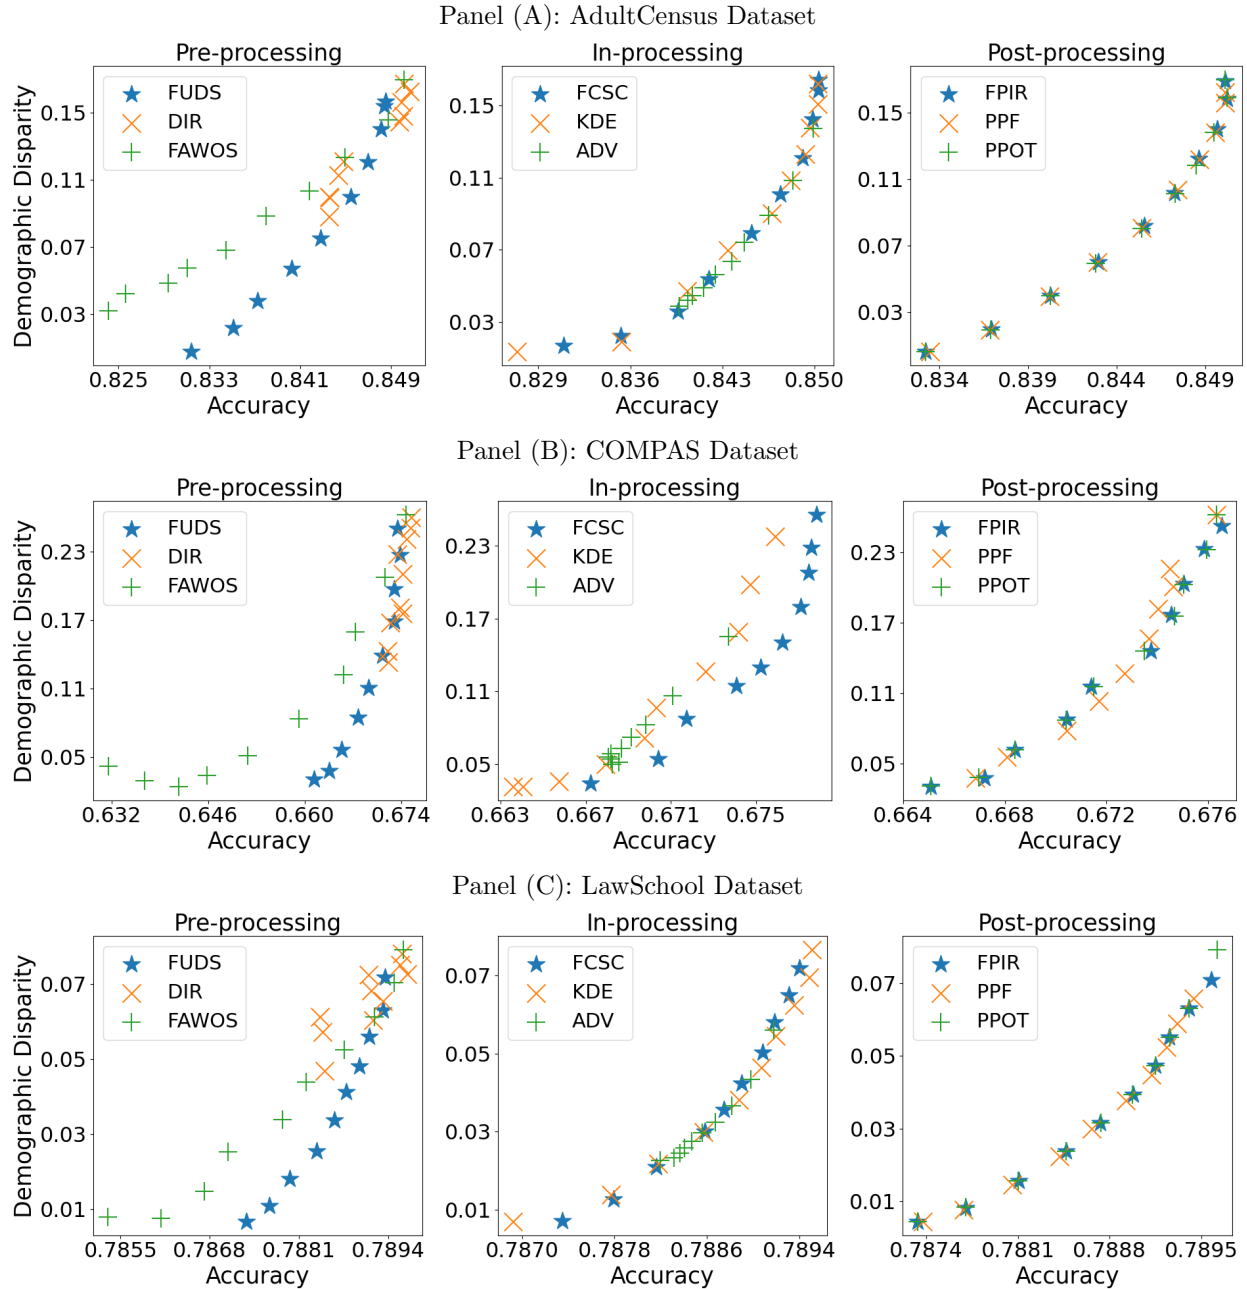 Panel (A): AdultCensus Dataset
Pre-processing
In-processing
Post-processing
FUDS
DIR
FAWOS
FCSC
KDE
ADV
FPIR
PPF
PPOT
Demographic Disparity
0.15
0.11
0.07
0.03
0.15
0.11
0.07
0.03
0.15
0.11
0.07
0.03
0.825 0.833 0.841 0.849
0.829 0.836 0.843 0.850
0.834 0.839 0.844 0.849
Accuracy
Accuracy
Accuracy
Panel (B): COMPAS Dataset
Pre-processing
In-processing
Post-processing
FUDS
DIR
FAWOS
FCSC
KDE
ADV
FPIR
PPF
PPOT
Demographic Disparity
0.23
0.17
0.11
0.05
0.23
0.17
0.11
0.05
0.23
0.17
0.11
0.05
0.632 0.646 0.660 0.674
0.663 0.667 0.671 0.675
0.664 0.668 0.672 0.676
Accuracy
Accuracy
Accuracy
Panel (C): LawSchool Dataset
Pre-processing
In-processing
Post-processing
FUDS
DIR
FAWOS
FCSC
KDE
ADV
FPIR
PPF
PPOT
Demographic Disparity
0.07
0.05
0.03
0.01
0.07
0.05
0.03
0.01
0.07
0.05
0.03
0.01
0.7855 0.7868 0.7881 0.7894
0.7870 0.7878 0.7886 0.7894
0.7874 0.7881 0.7888 0.7895
Accuracy
Accuracy
Accuracy